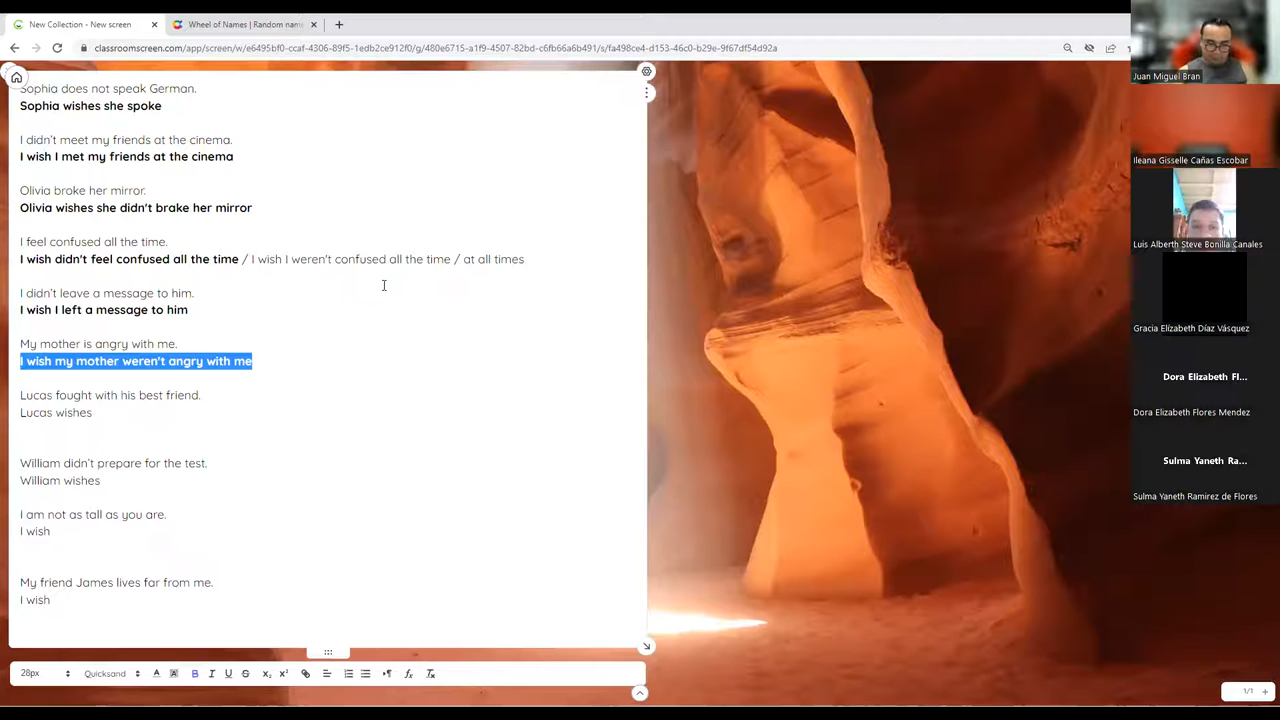 New Collection - New screen
Wheel of Names | Random name
classroomscreen.com/app/screen/w/e6495bf0-ccaf-4306-89f5-1edb2ce912f0/g/480e6715-a1f9-4507-82bd-c6fb66a6b491/s/fa498ce4-d153-46c0-b29e-9f67df54d92a
Sophia does not speak German.
Sophia wishes she spoke
I didn't meet my friends at the cinema.
I wish I met my friends at the cinema
Olivia broke her mirror.
Olivia wishes she didn't brake her mirror
I feel confused all the time.
I wish didn't feel confused all the time / I wish I weren't confused all the time / at all times
I didn't leave a message to him.
I wish I left a message to him
My mother is angry with me.
I wish my mother weren't angry with me
Lucas fought with his best friend.
Lucas wishes
William didn't prepare for the test.
William wishes
I am not as tall as you are.
I wish
My friend James lives far from me.
I wish
28px
Quicksand
1/1
Juan Miguel Bran
Ileana Gisselle Cañas Escobar
Luis Alberth Steve Bonilla Canales
Gracia Elízabeth Díaz Vásquez
Dora Elizabeth Fl...
Dora Elizabeth Flores Mendez
Sulma Yaneth Ra...
Sulma Yaneth Ramirez de Flores